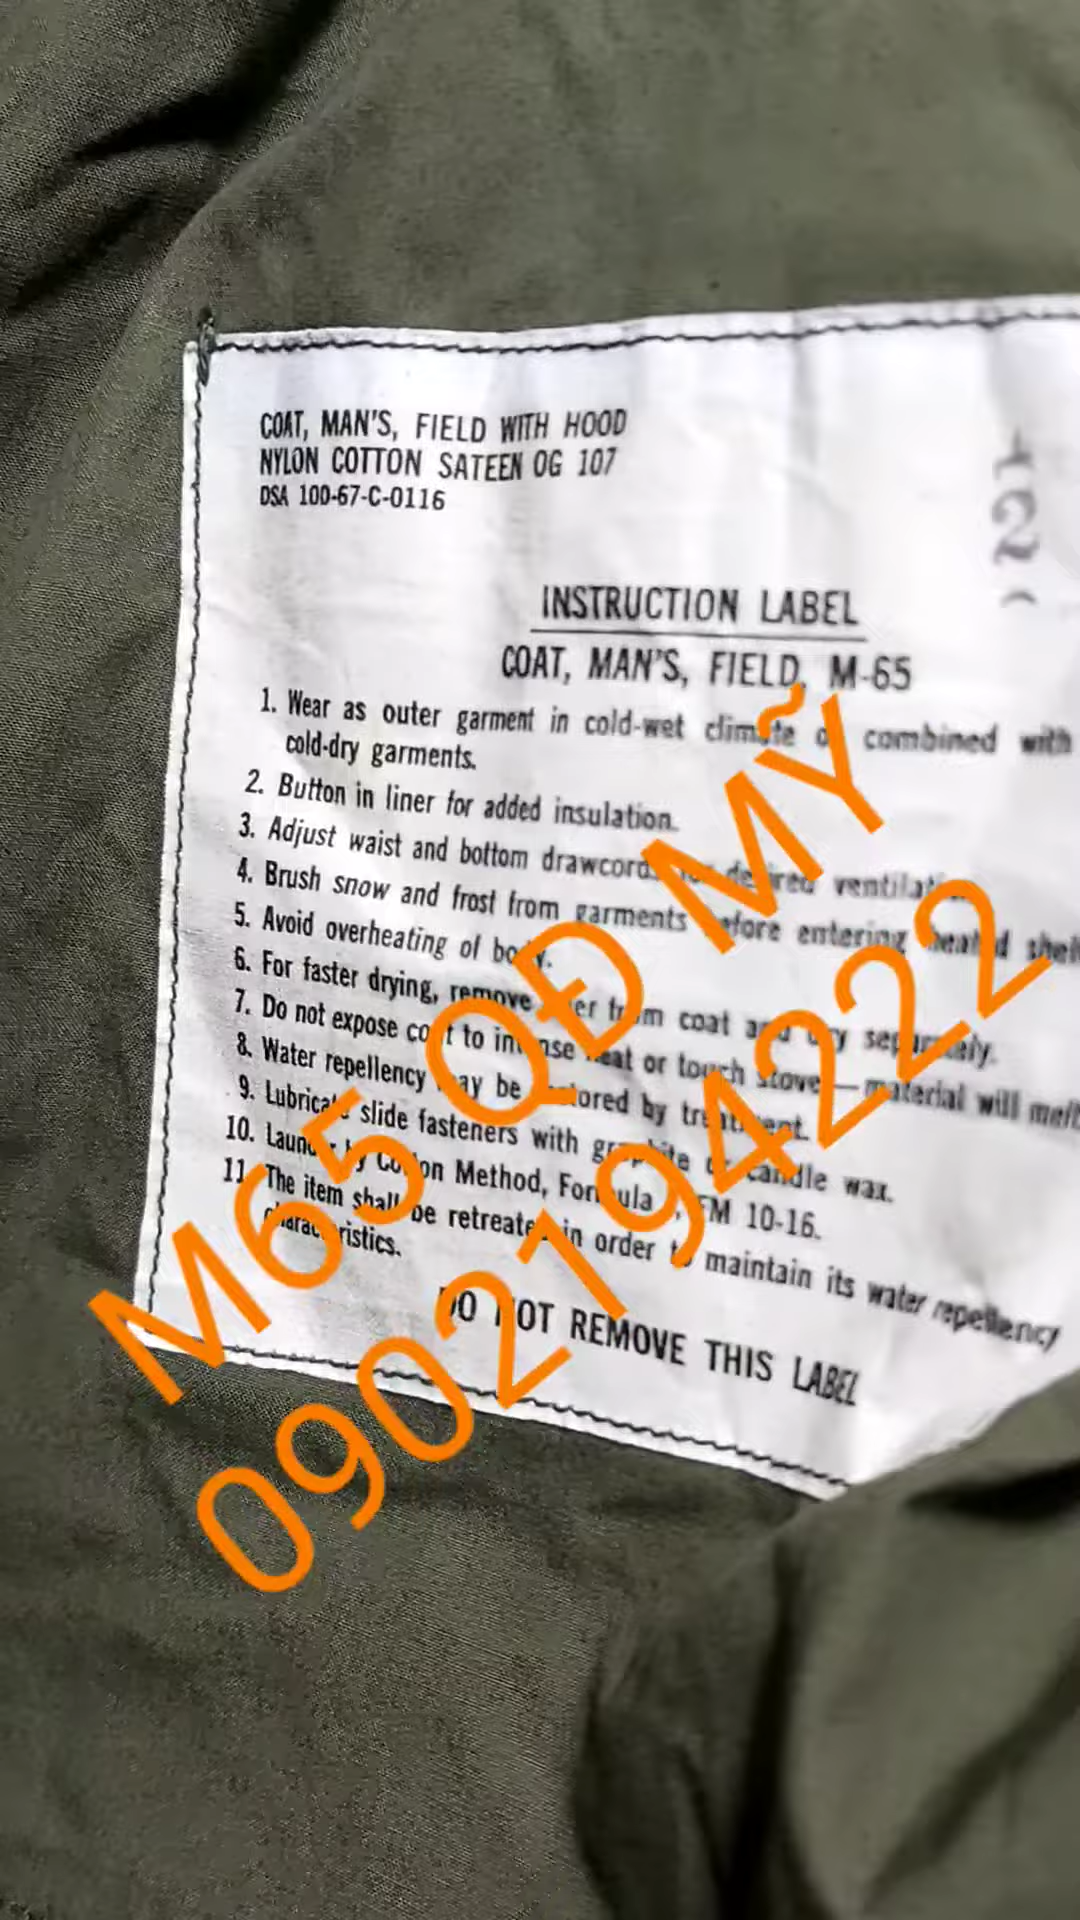 COAT, MAN'S, FIELD WITH HOOD
NYLON COTTON SATEEN OG 107
DSA 100-67-C-0116
INSTRUCTION LABEL
COAT, MAN'S, FIELD, M-65
1. Wear as outer garment in cold-wet climate or combined with
cold-dry garments.
2. Button in liner for added insulation.
3. Adjust waist and bottom drawcords for desired
4. Brush snow and frost from garments before entering heated
5. Avoid overheating of body.
6. For faster drying, remove liner from coat and dry separately.
7. Do not expose coat to intense heat or touch stove—material will melt
8. Water repellency may be restored by treatment.
9. Lubricate slide fasteners with graphite or candle wax.
10. Launder by Cotton Method, Formula FM 10-16.
11. The item shall be retreated in order to maintain its water repellency
characteristics.
DO NOT REMOVE THIS LABEL
M65 QĐ MỸ
0902194222